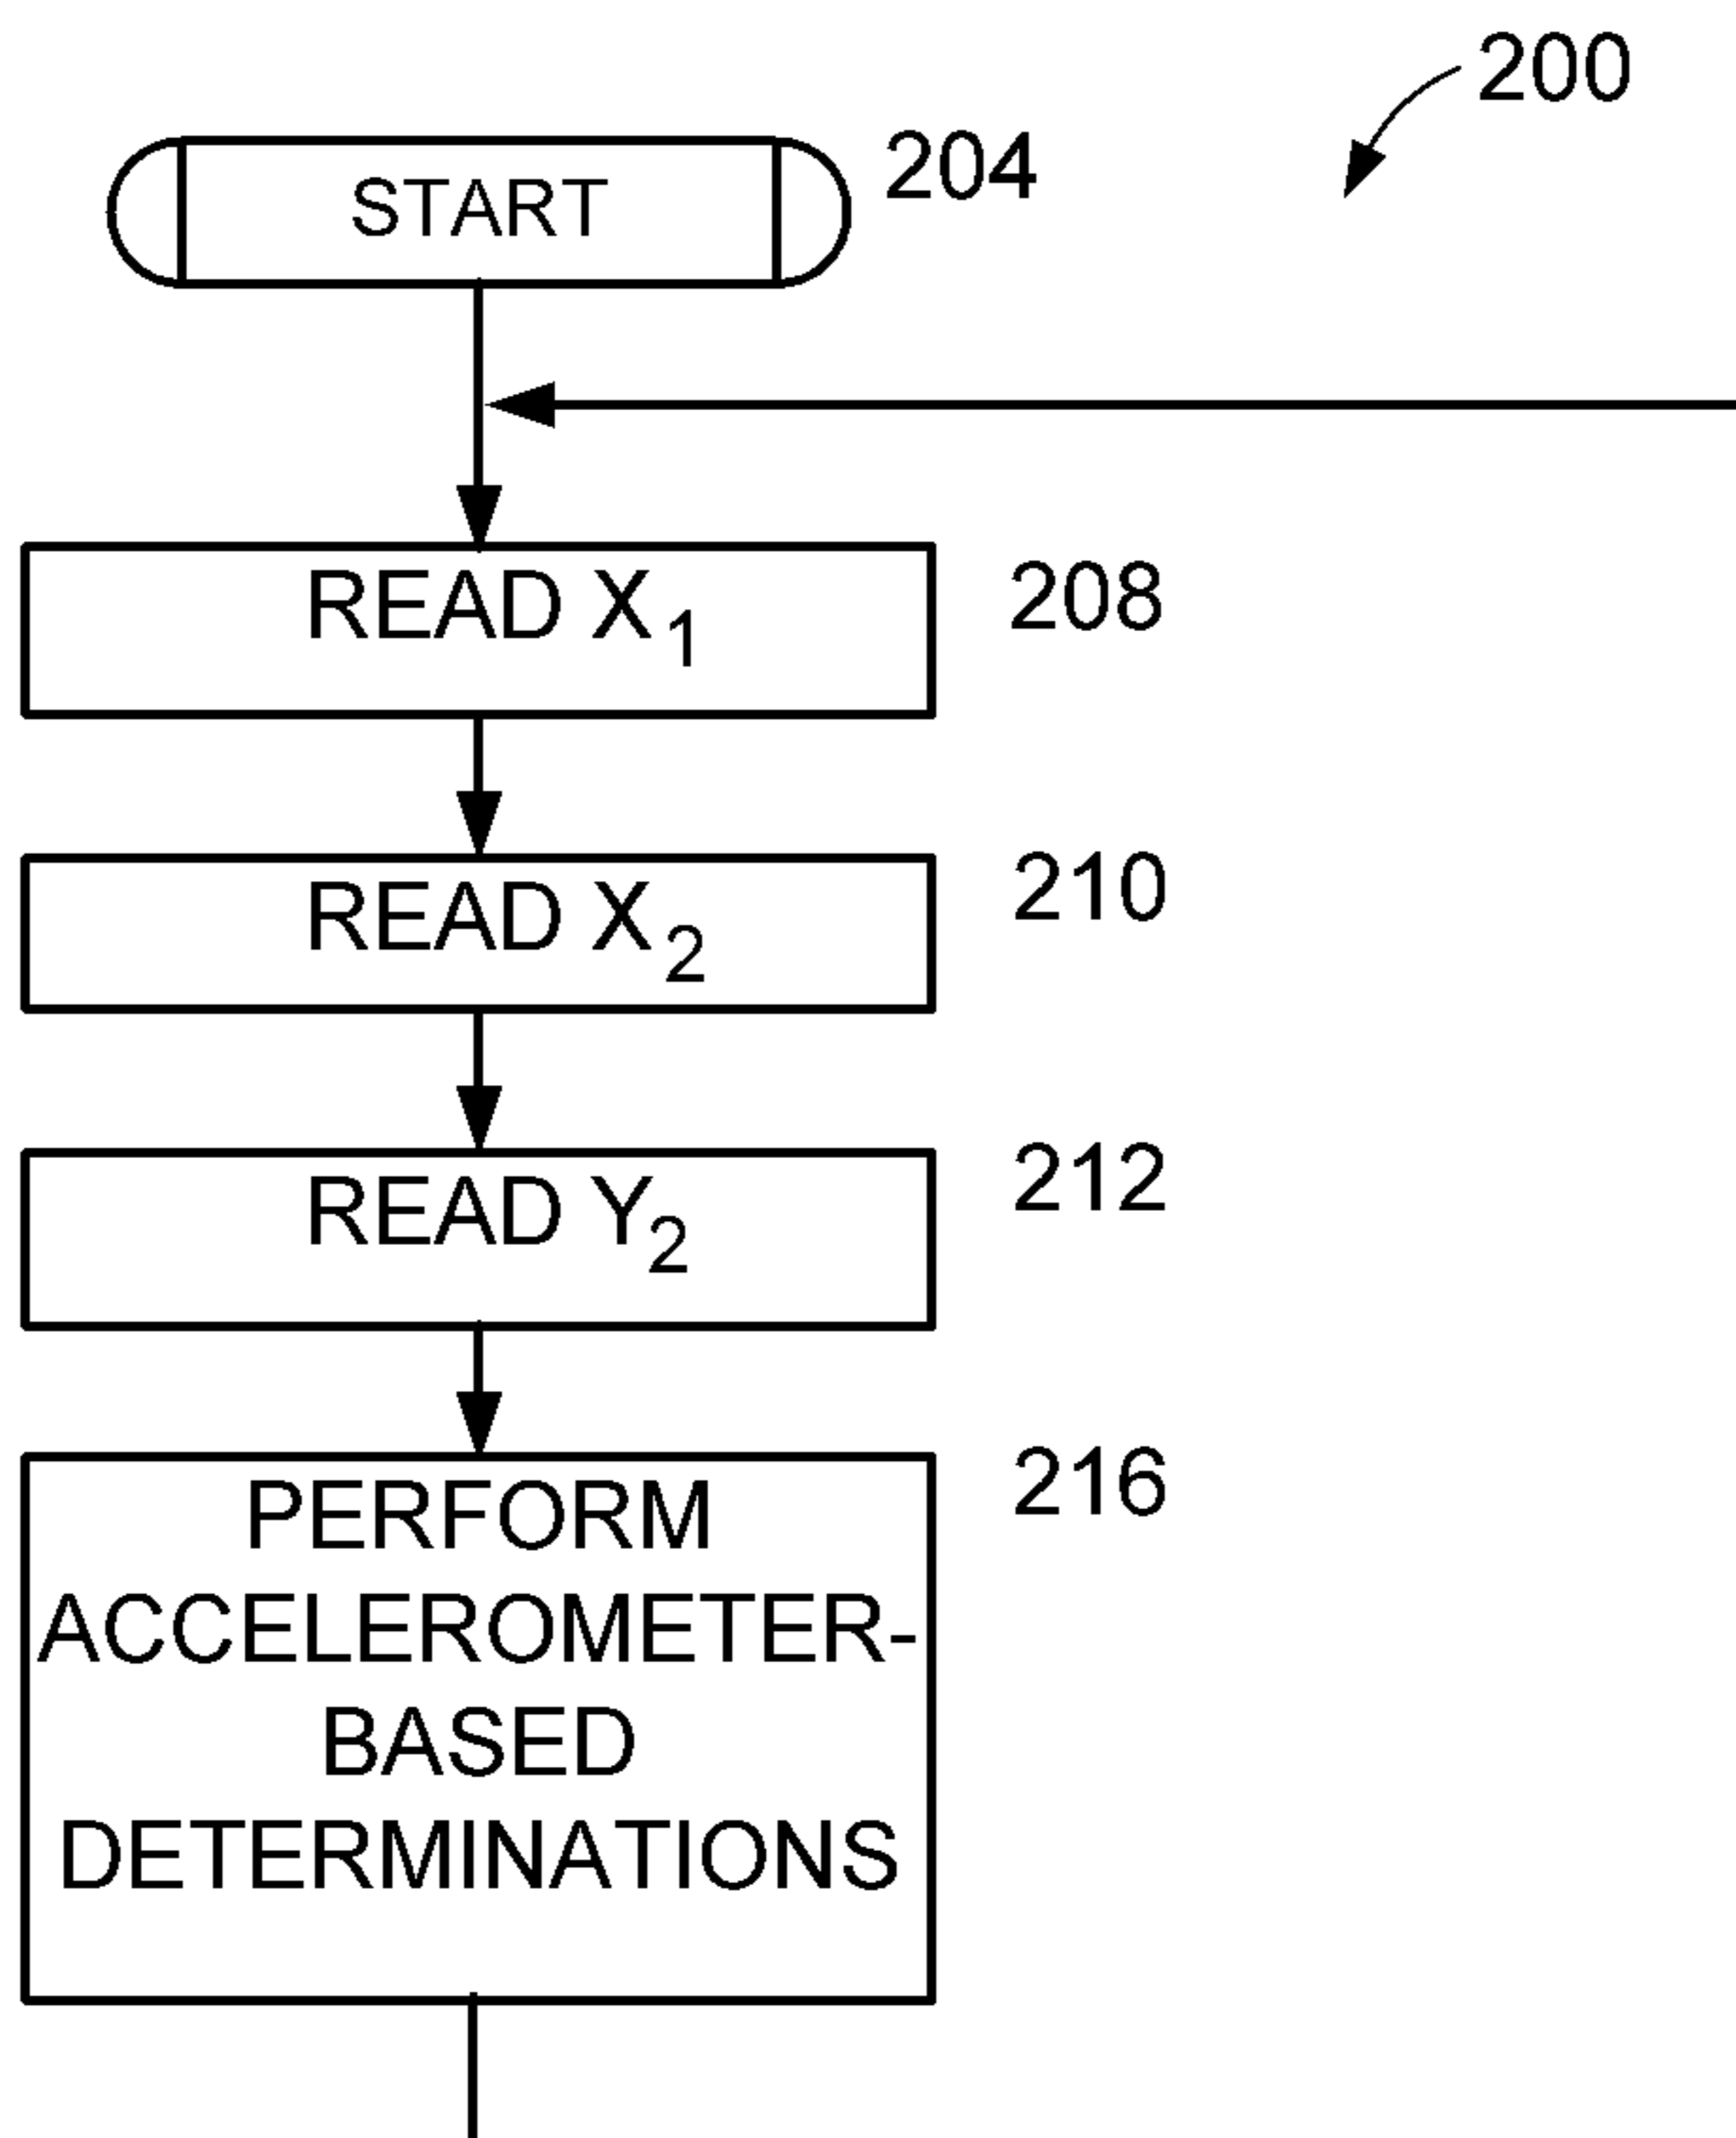 200
START 204
READ X1 208
READ X2 210
READ Y2 212
PERFORM 216
ACCELEROMETER-
BASED
DETERMINATIONS